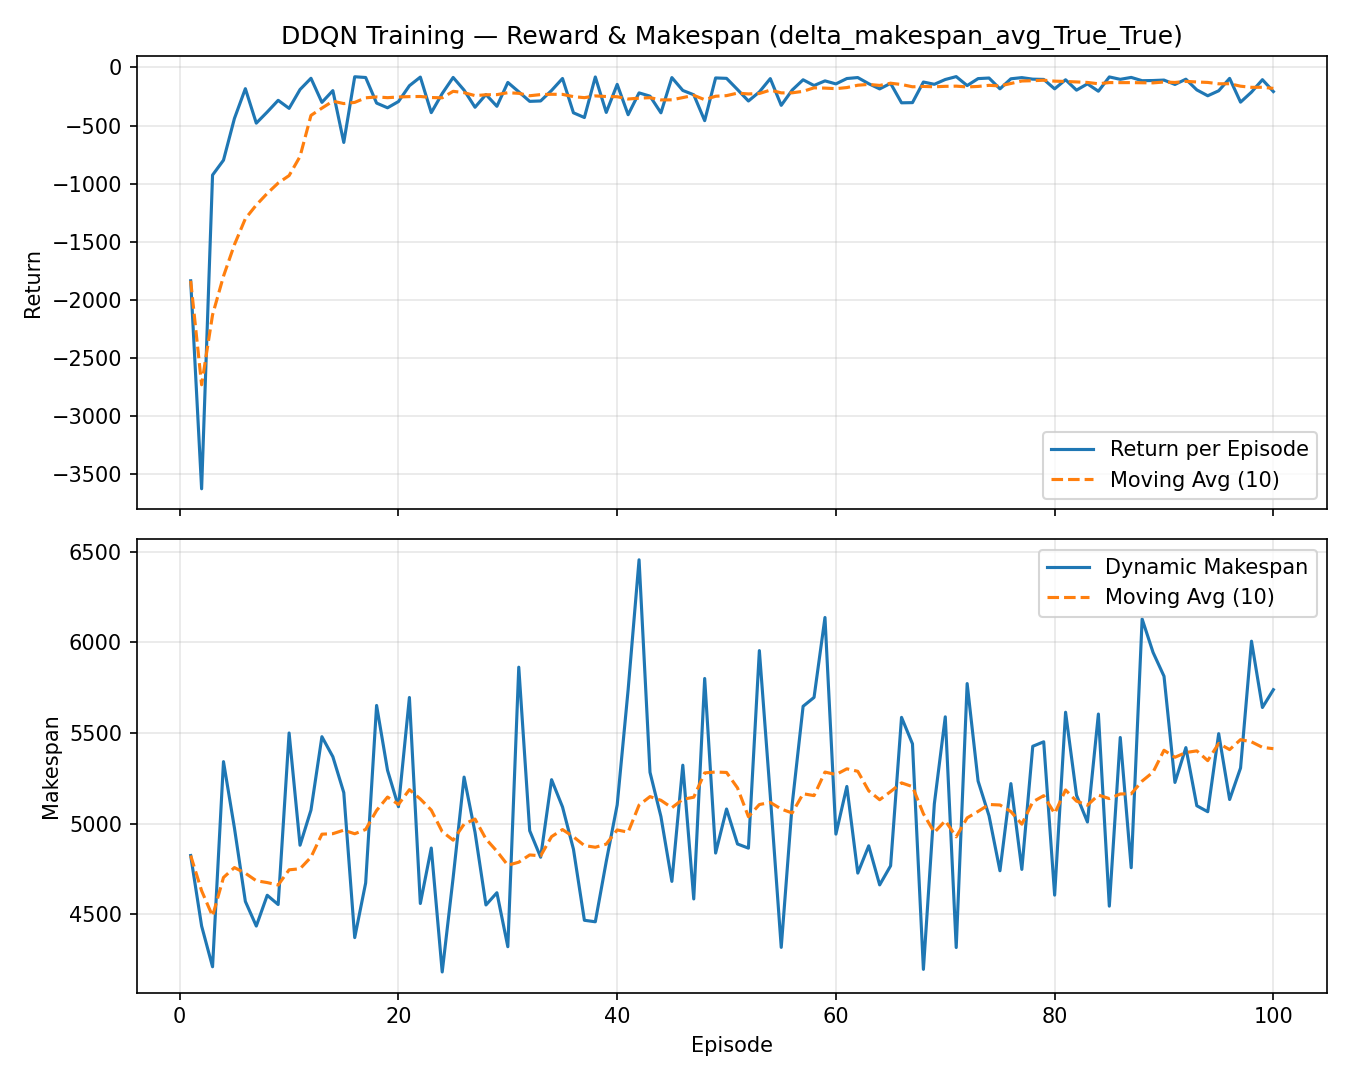 DDQN Training — Reward & Makespan (delta_makespan_avg_True_True)
0
−500
−1000
−1500
−2000
−2500
−3000
−3500
Return
Return per Episode
Moving Avg (10)
6500
6000
5500
5000
4500
Makespan
Dynamic Makespan
Moving Avg (10)
0 20 40 60 80 100
Episode